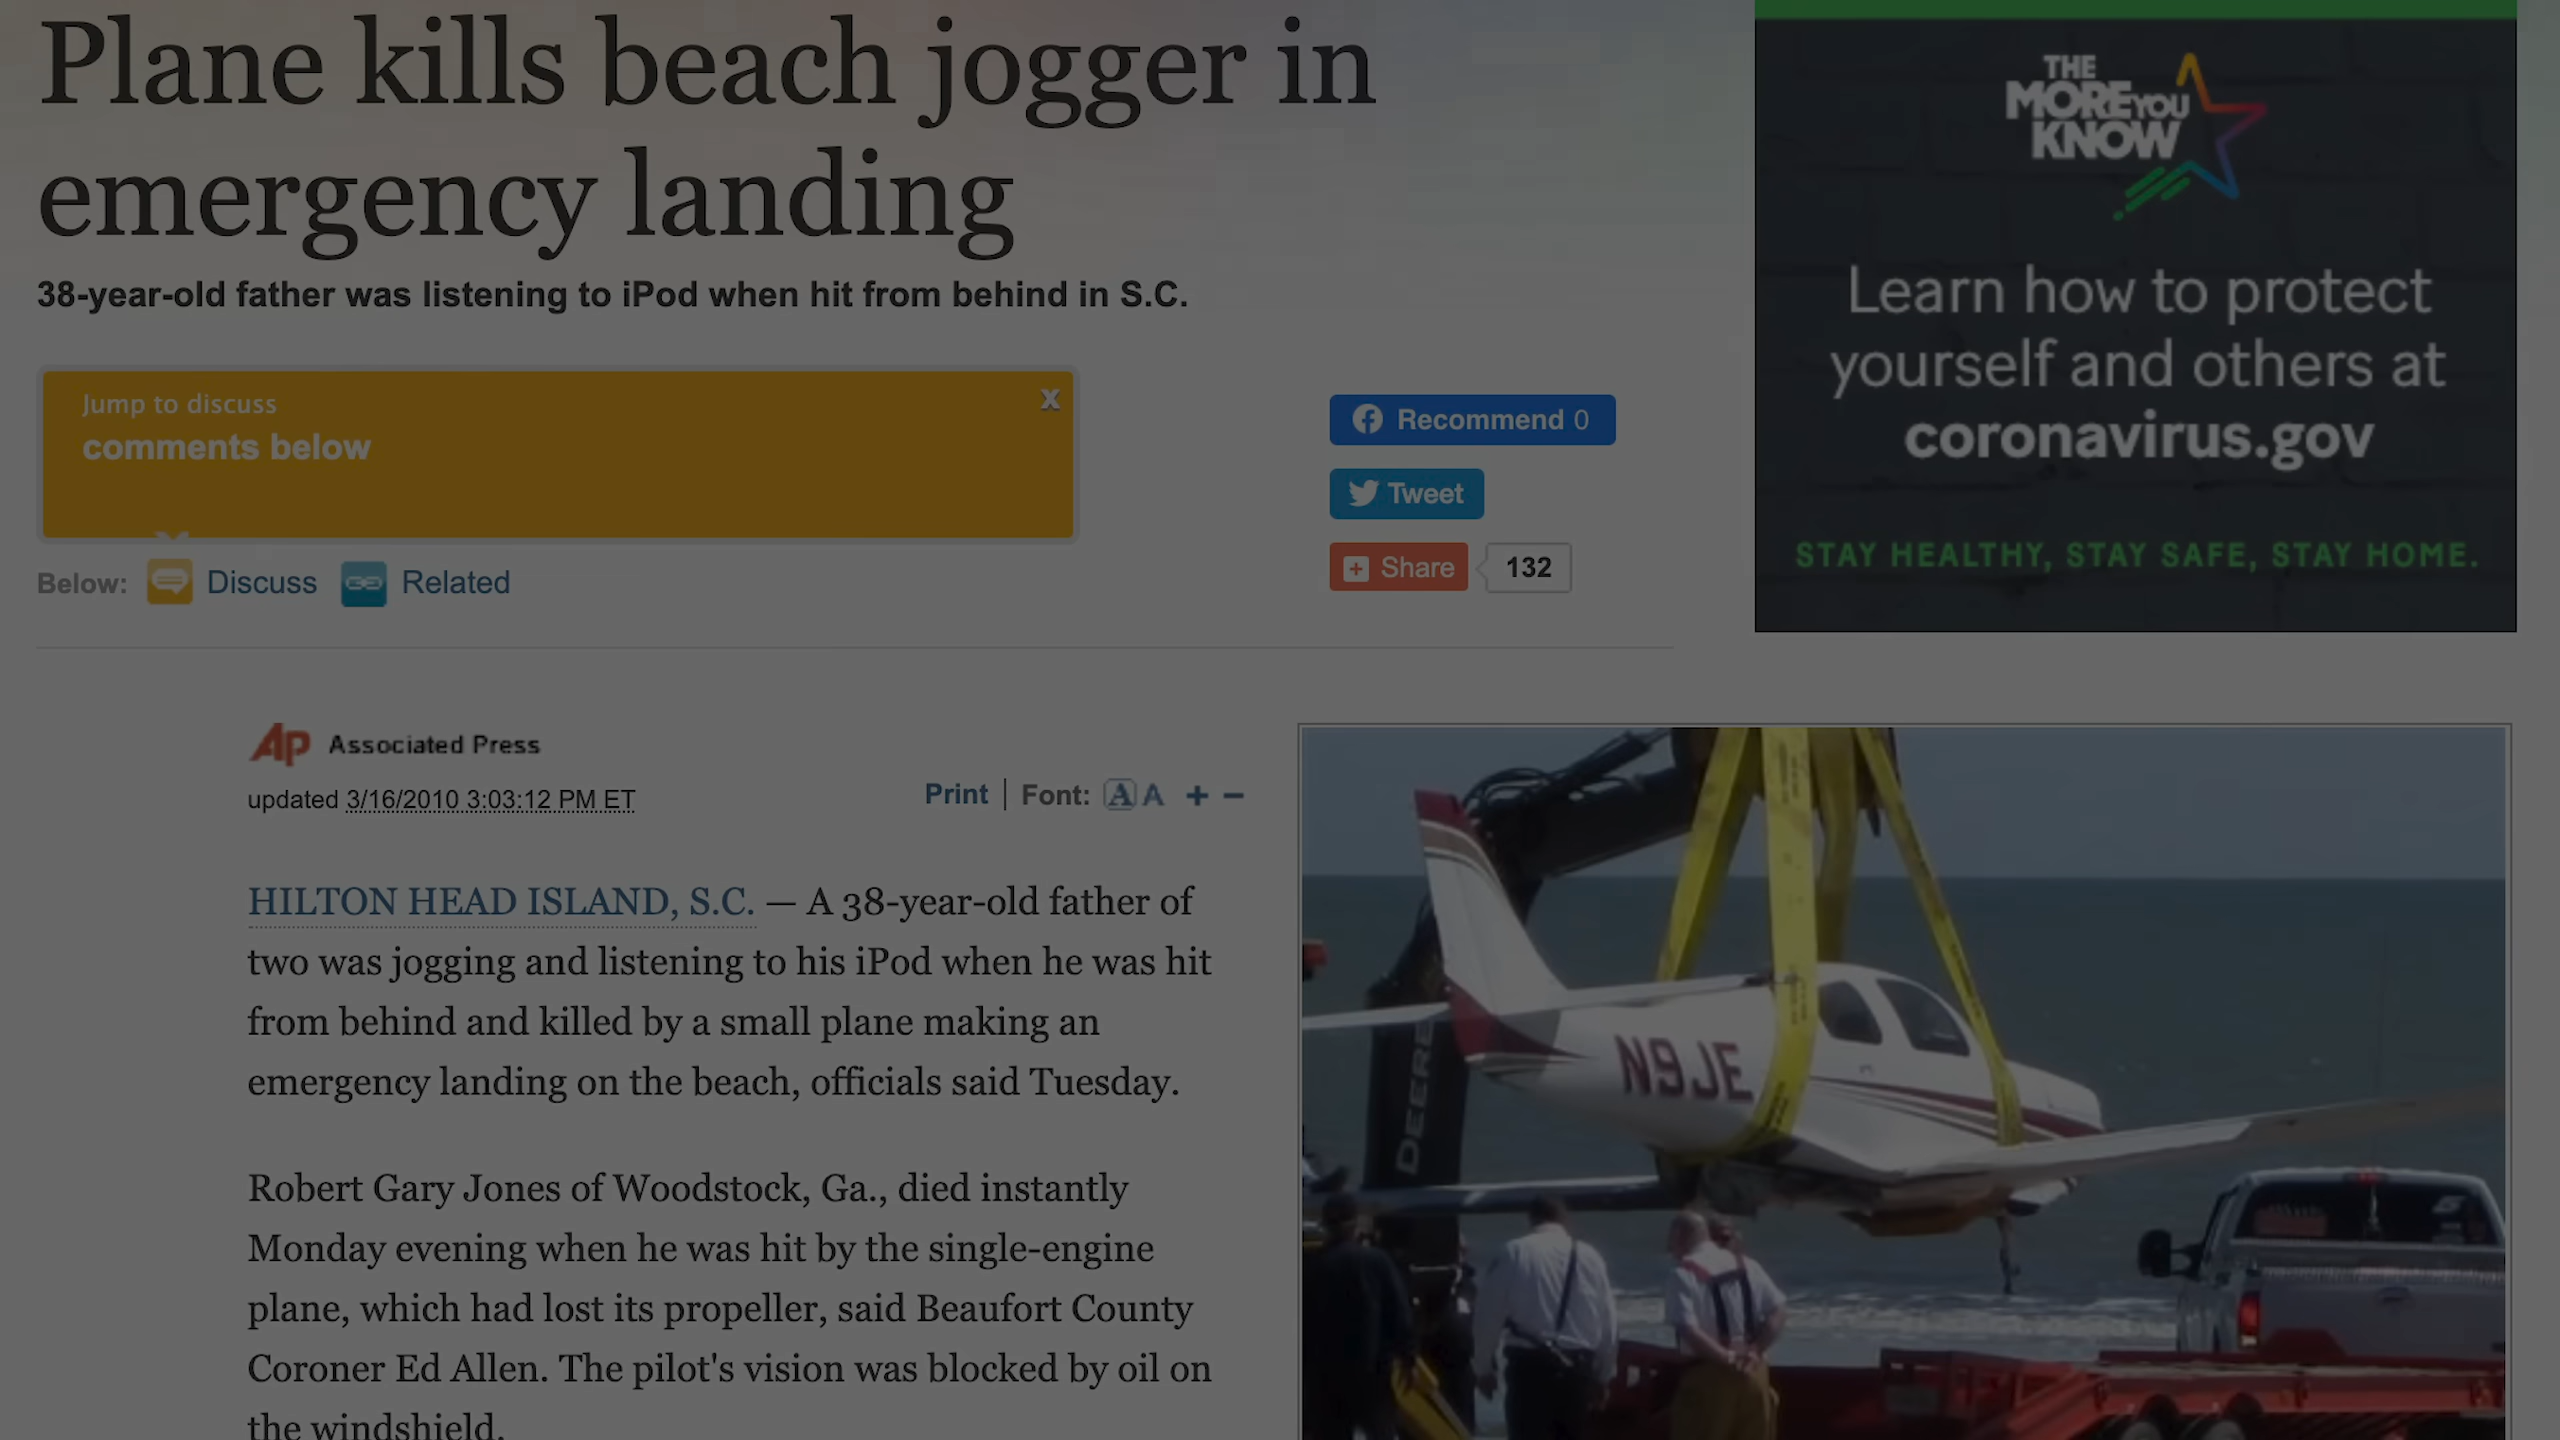 Plane kills beach jogger in
emergency landing
38-year-old father was listening to iPod when hit from behind in S.C.
Jump to discuss
comments below
x
Below: Discuss Related
Recommend 0
Tweet
Share 132
THE
MORE YOU
KNOW
Learn how to protect
yourself and others at
coronavirus.gov
STAY HEALTHY, STAY SAFE, STAY HOME.
AP Associated Press
updated 3/16/2010 3:03:12 PM ET
Print | Font: A A + −
HILTON HEAD ISLAND, S.C. — A 38-year-old father of
two was jogging and listening to his iPod when he was hit
from behind and killed by a small plane making an
emergency landing on the beach, officials said Tuesday.
Robert Gary Jones of Woodstock, Ga., died instantly
Monday evening when he was hit by the single-engine
plane, which had lost its propeller, said Beaufort County
Coroner Ed Allen. The pilot's vision was blocked by oil on
the windshield.
N9JE
DEERE